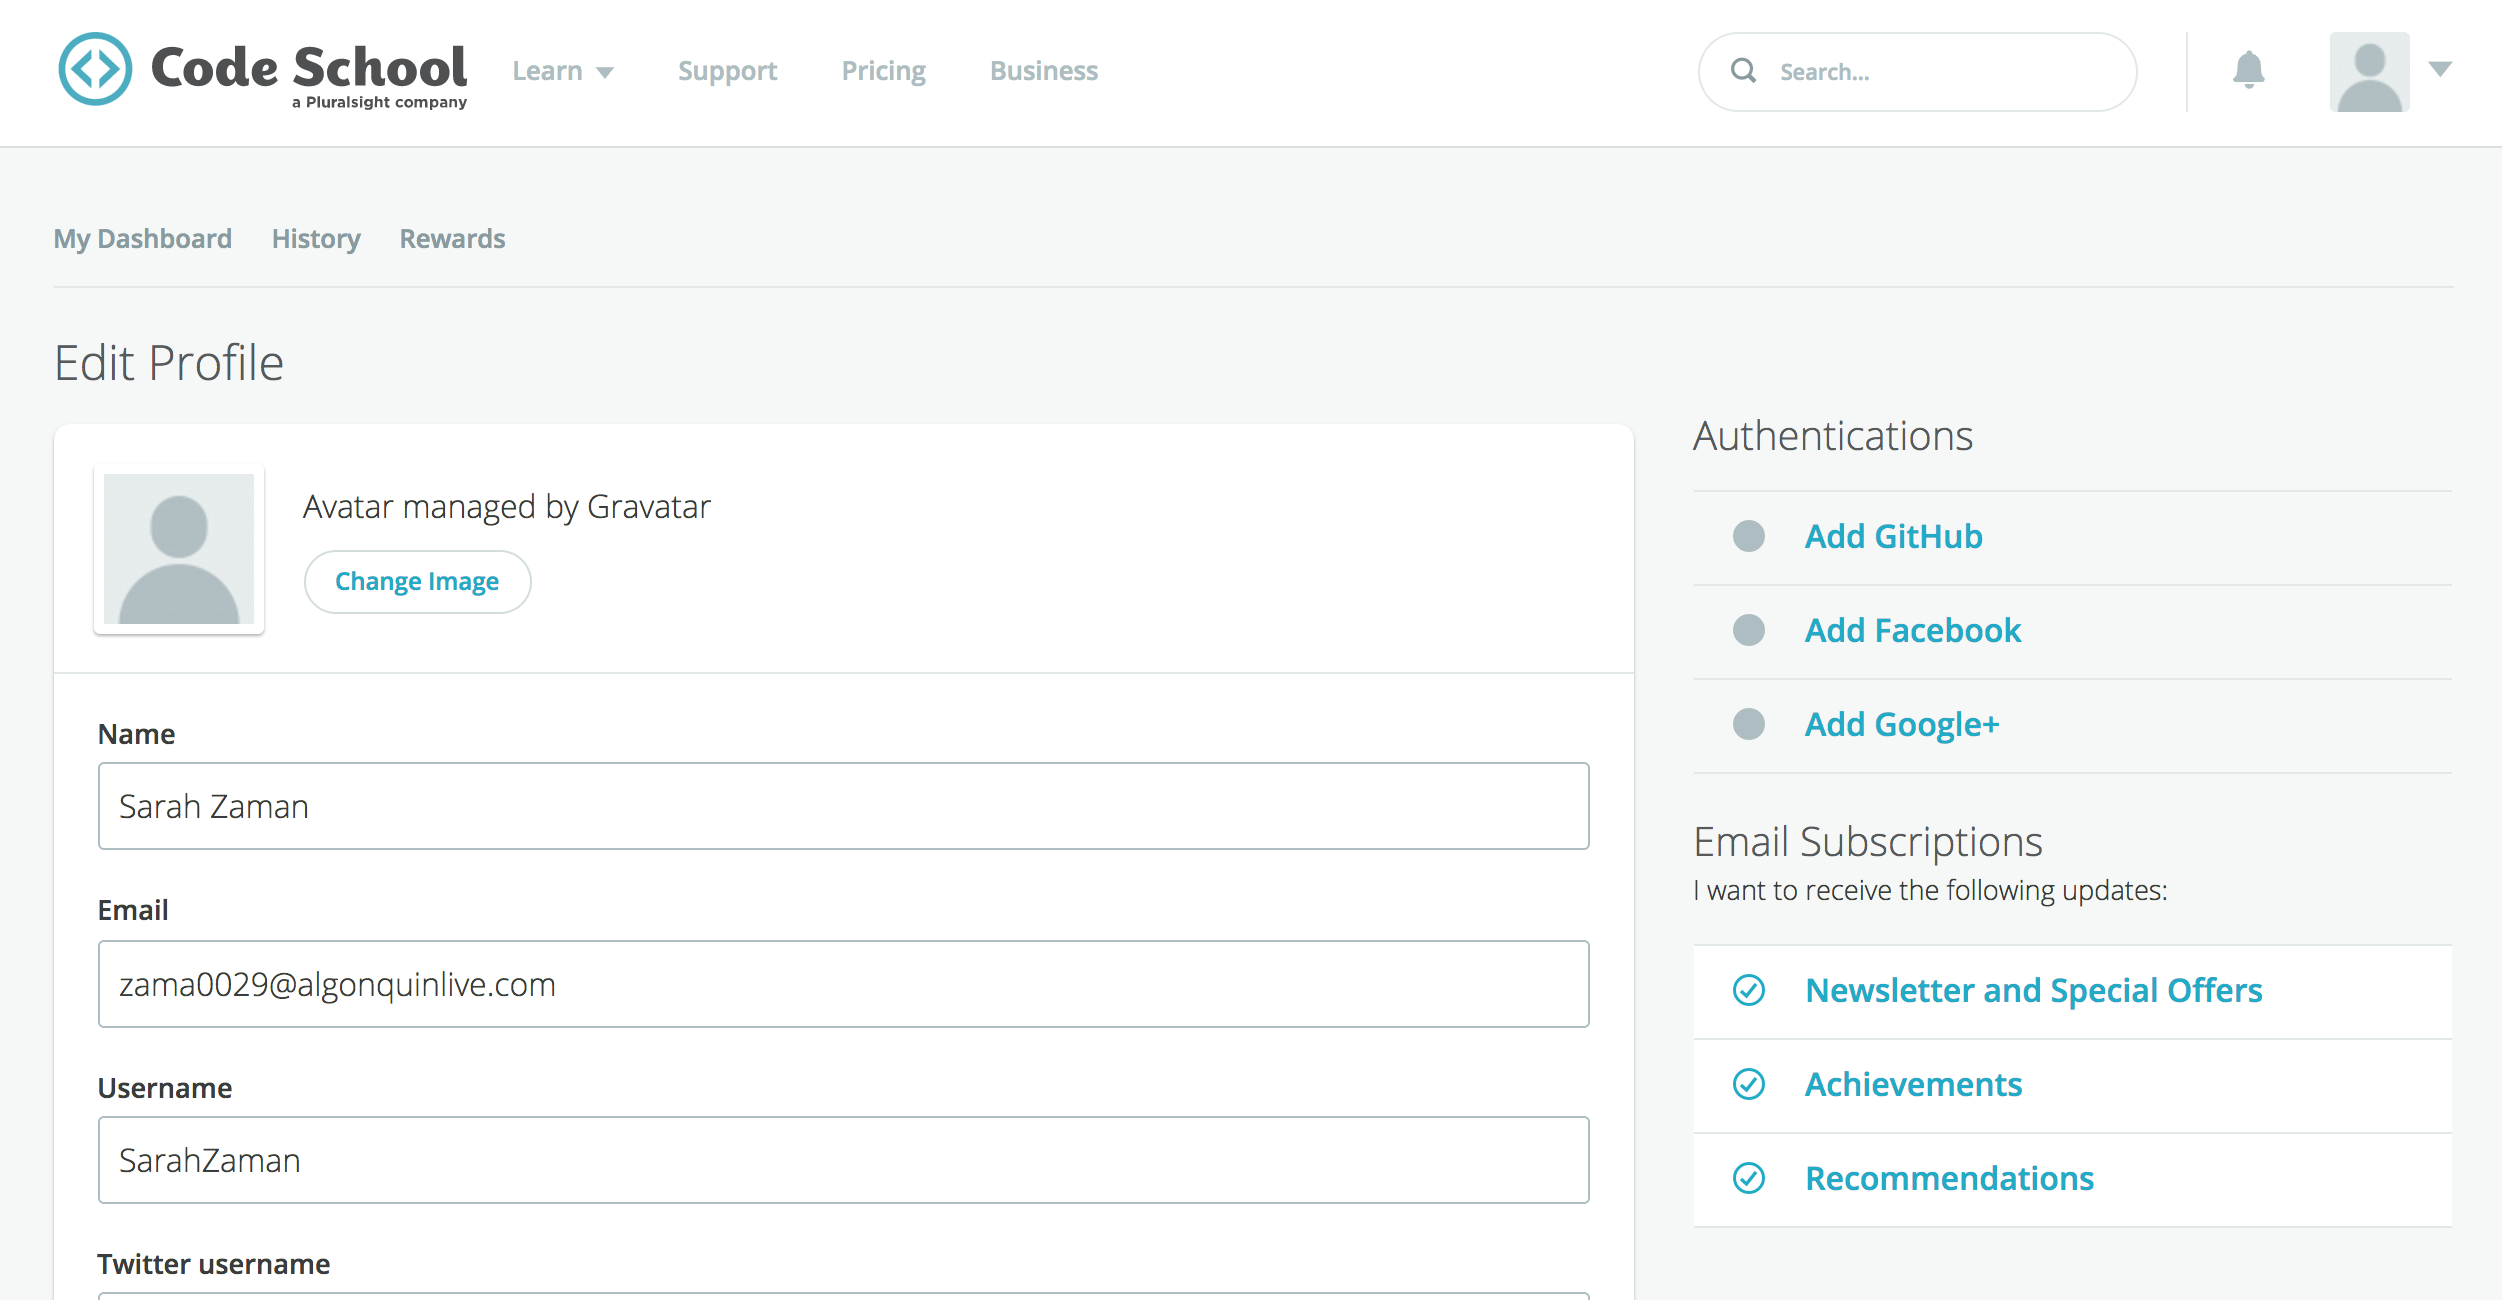 Code School
a Pluralsight company
Learn
Support
Pricing
Business
Search...
My Dashboard
History
Rewards
Edit Profile
Avatar managed by Gravatar
Change Image
Name
Sarah Zaman
Email
zama0029@algonquinlive.com
Username
SarahZaman
Twitter username
Authentications
Add GitHub
Add Facebook
Add Google+
Email Subscriptions
I want to receive the following updates:
Newsletter and Special Offers
Achievements
Recommendations